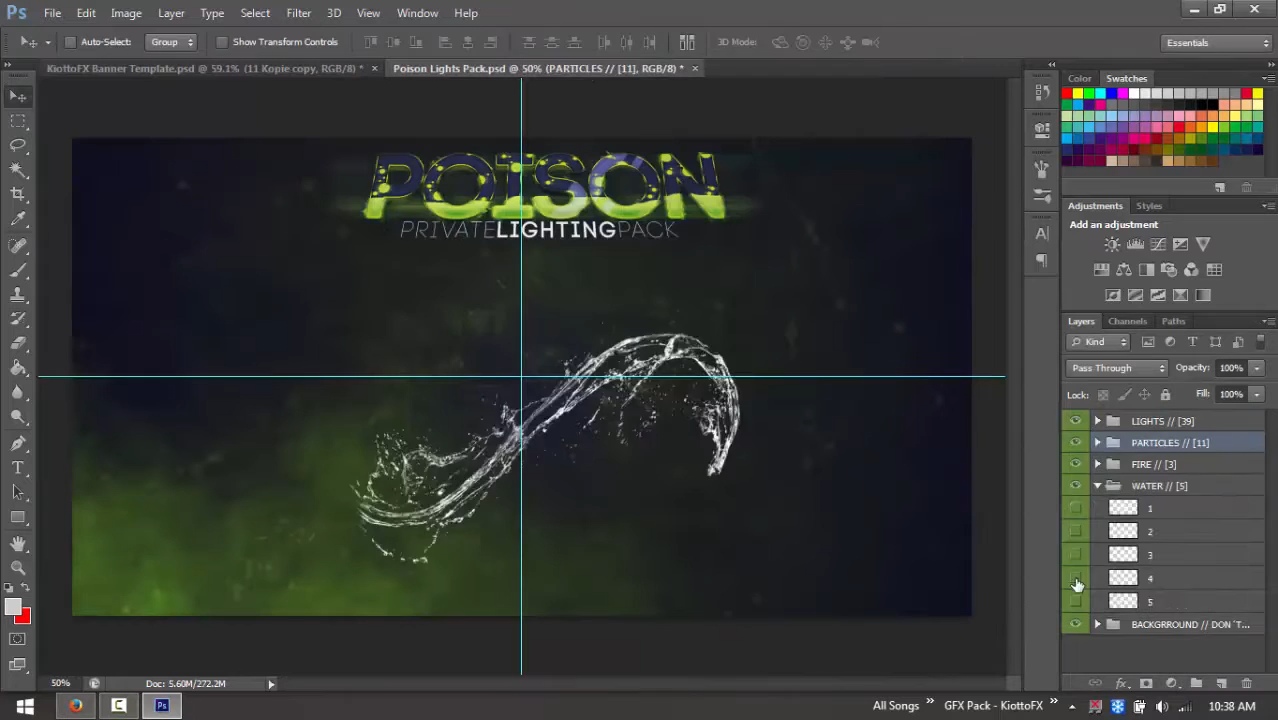 Ps File Edit Image Layer Type Select Filter 3D View Window Help
Auto-Select: Group Show Transform Controls 3D Mode: Essentials
KiottoFX Banner Template.psd @ 59.1% (11 Kopie copy, RGB/8) * × Poison Lights Pack.psd @ 50% (PARTICLES // [11], RGB/8) * ×
Color Swatches
POISON
PRIVATELIGHTINGPACK
Adjustments Styles
Add an adjustment
Layers Channels Paths
Kind
Pass Through Opacity: 100%
Lock: Fill: 100%
LIGHTS // [39]
PARTICLES // [11]
FIRE // [3]
WATER // [5]
1
2
3
4
5
BACKGRROUND // DON´T...
50% Doc: 5.60M/272.2M
All Songs » GFX Pack - KiottoFX » 10:38 AM